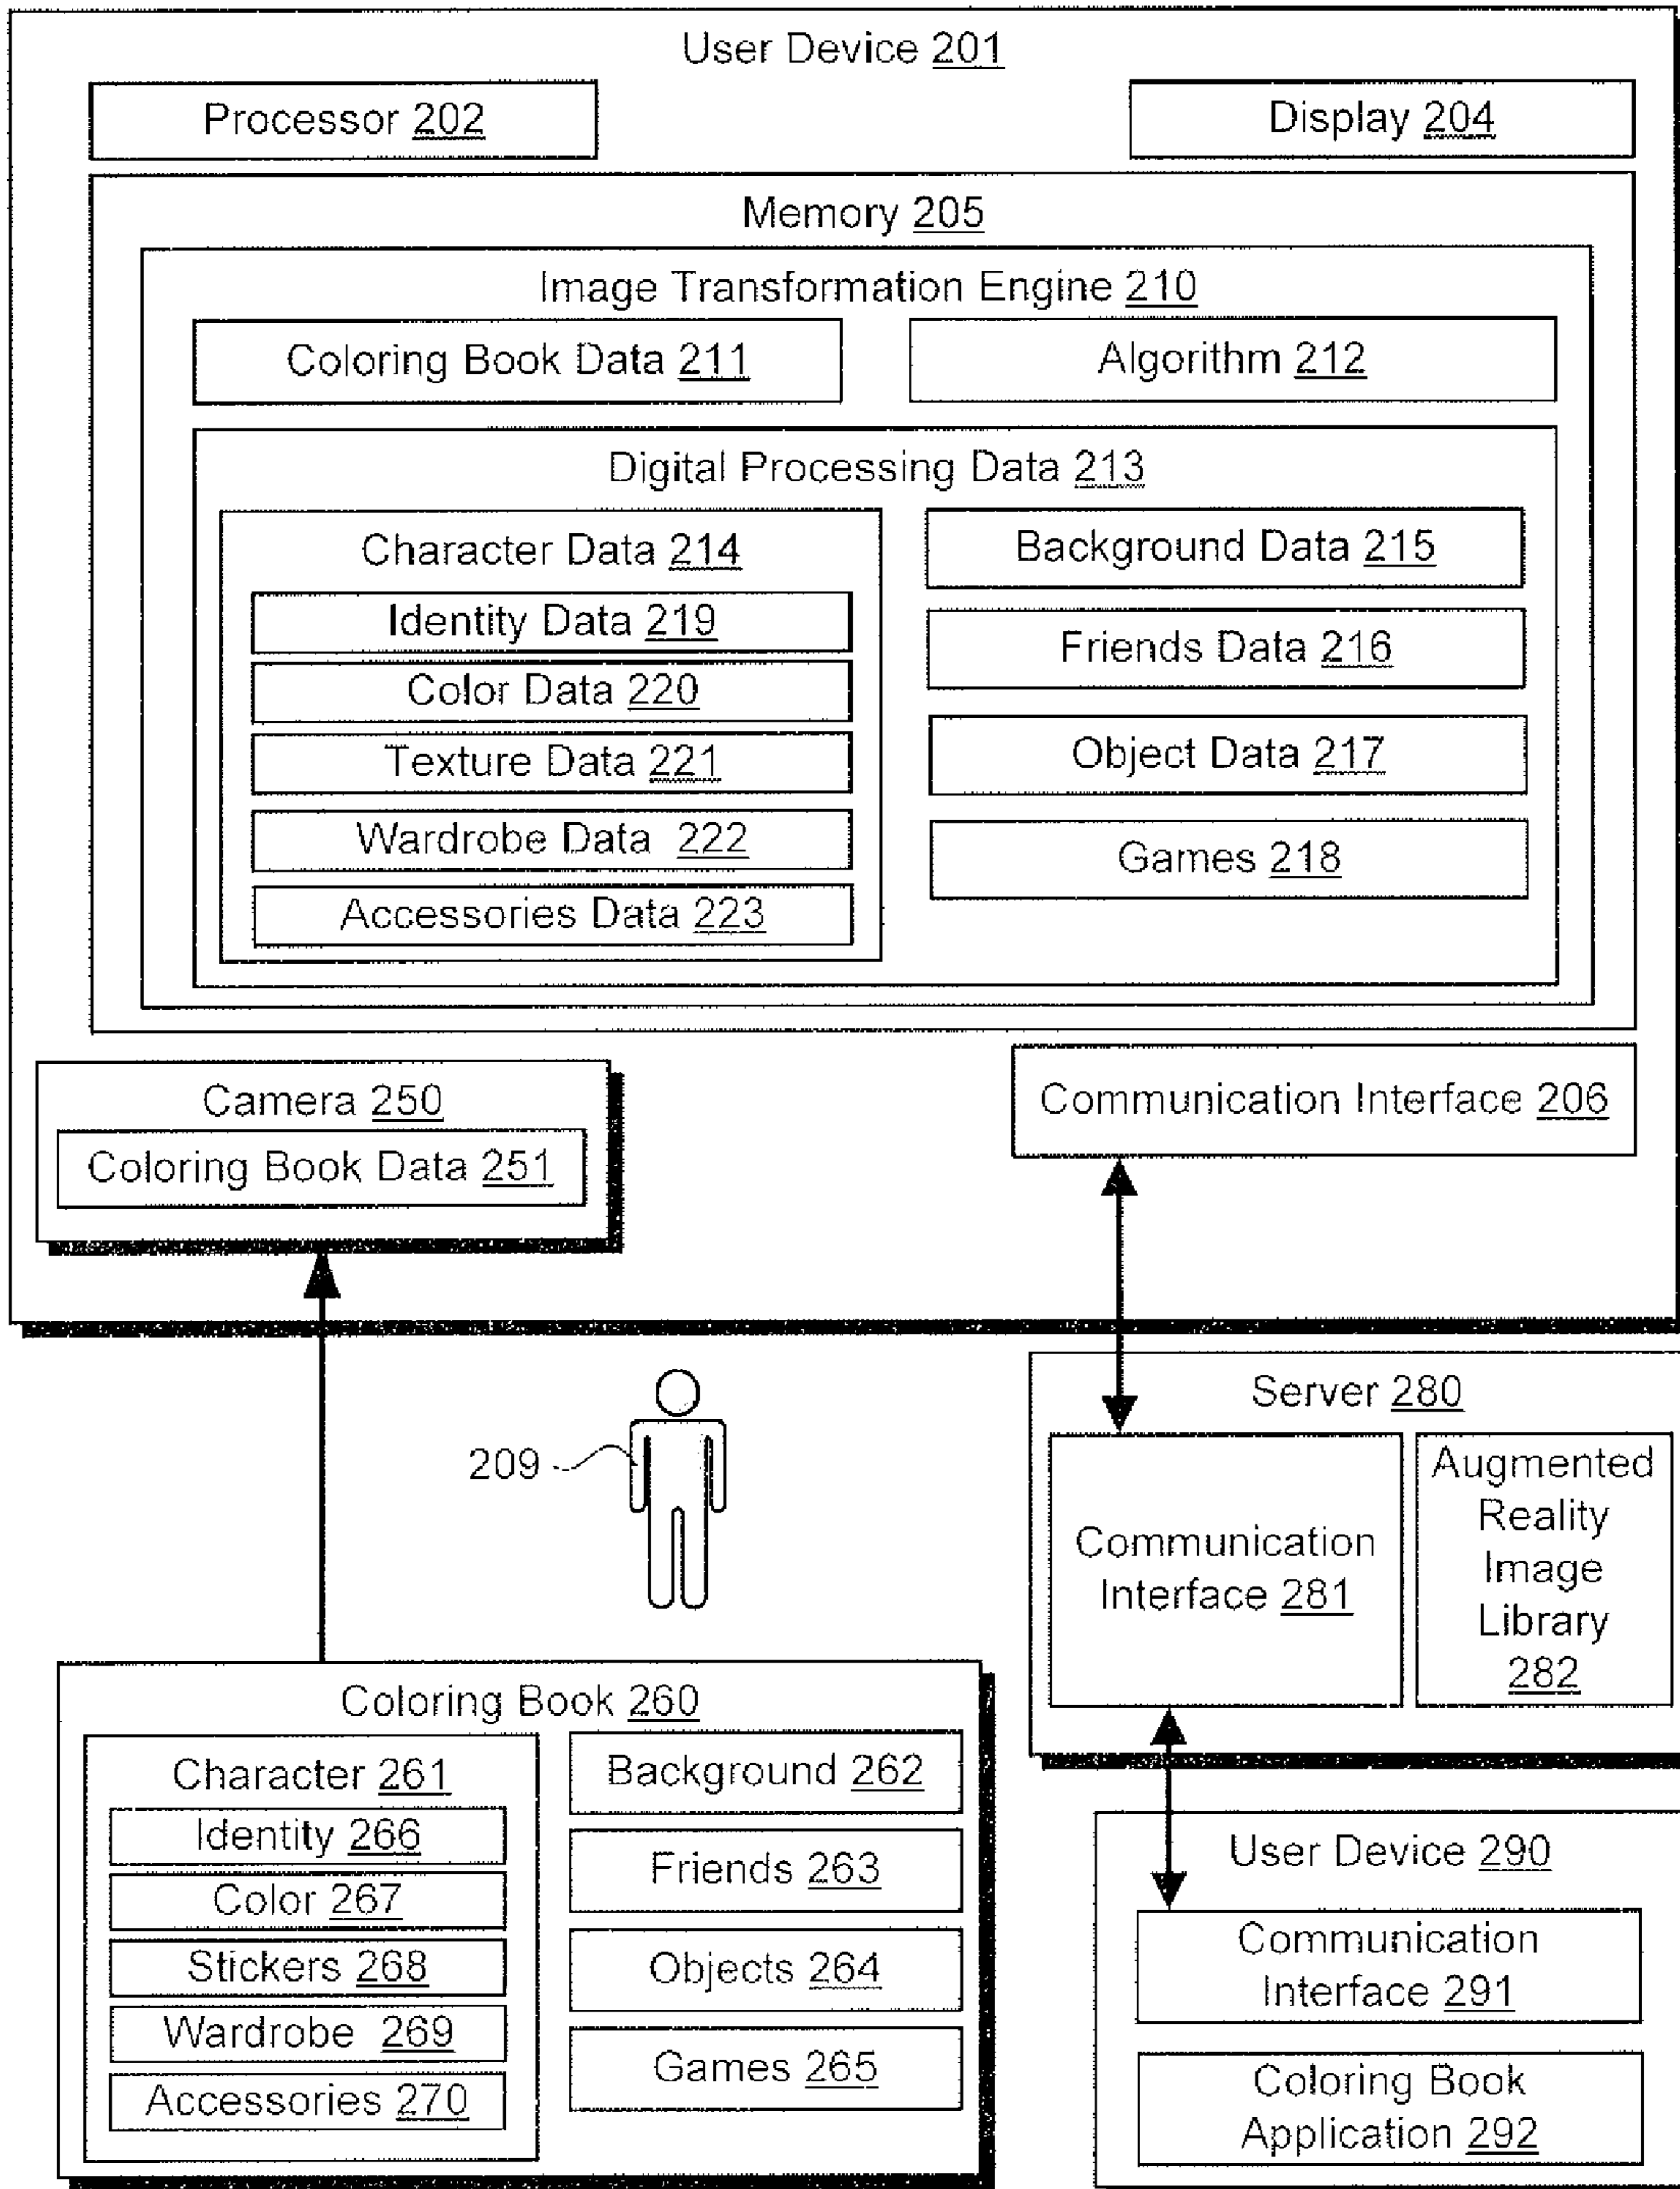 User Device 201
Processor 202
Display 204
Memory 205
Image Transformation Engine 210
Coloring Book Data 211
Algorithm 212
Digital Processing Data 213
Character Data 214
Identity Data 219
Color Data 220
Texture Data 221
Wardrobe Data 222
Accessories Data 223
Background Data 215
Friends Data 216
Object Data 217
Games 218
Camera 250
Coloring Book Data 251
Communication Interface 206
209
Server 280
Communication
Interface 281
Augmented
Reality
Image
Library
282
Coloring Book 260
Character 261
Identity 266
Color 267
Stickers 268
Wardrobe 269
Accessories 270
Background 262
Friends 263
Objects 264
Games 265
User Device 290
Communication
Interface 291
Coloring Book
Application 292